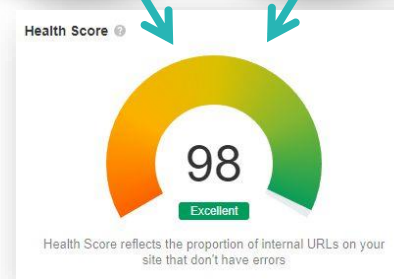 Health Score ?
98
Excellent
Health Score reflects the proportion of internal URLs on your
site that don't have errors